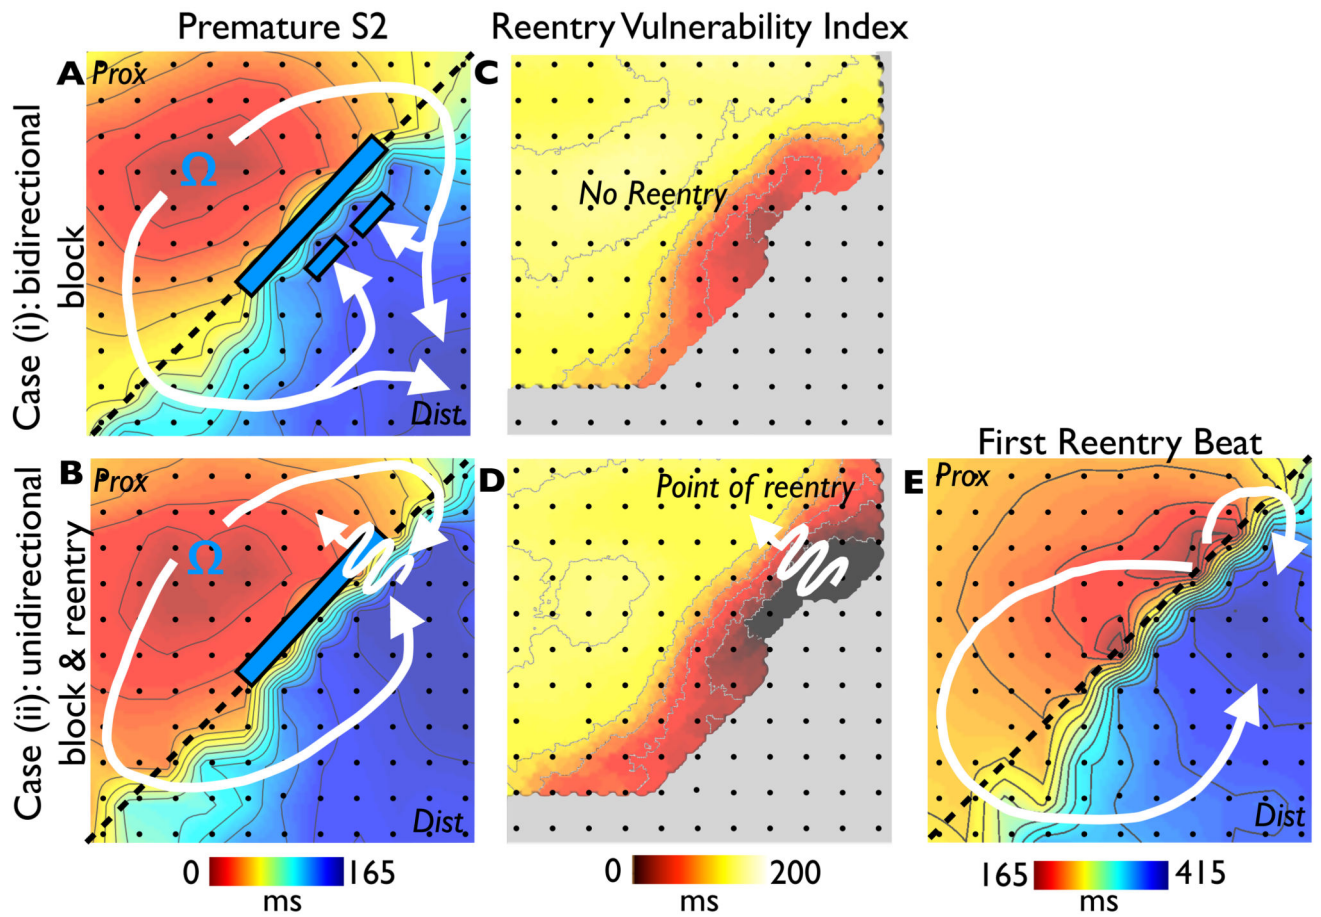 Premature S2
Reentry Vulnerability Index
Case (i): bidirectional
block
A
Prox
Ω
Dist
C
No Reentry
Case (ii): unidirectional
block & reentry
B
Prox
Ω
Dist
D
Point of reentry
First Reentry Beat
E
Prox
Dist
0
165
ms
0
200
ms
165
415
ms